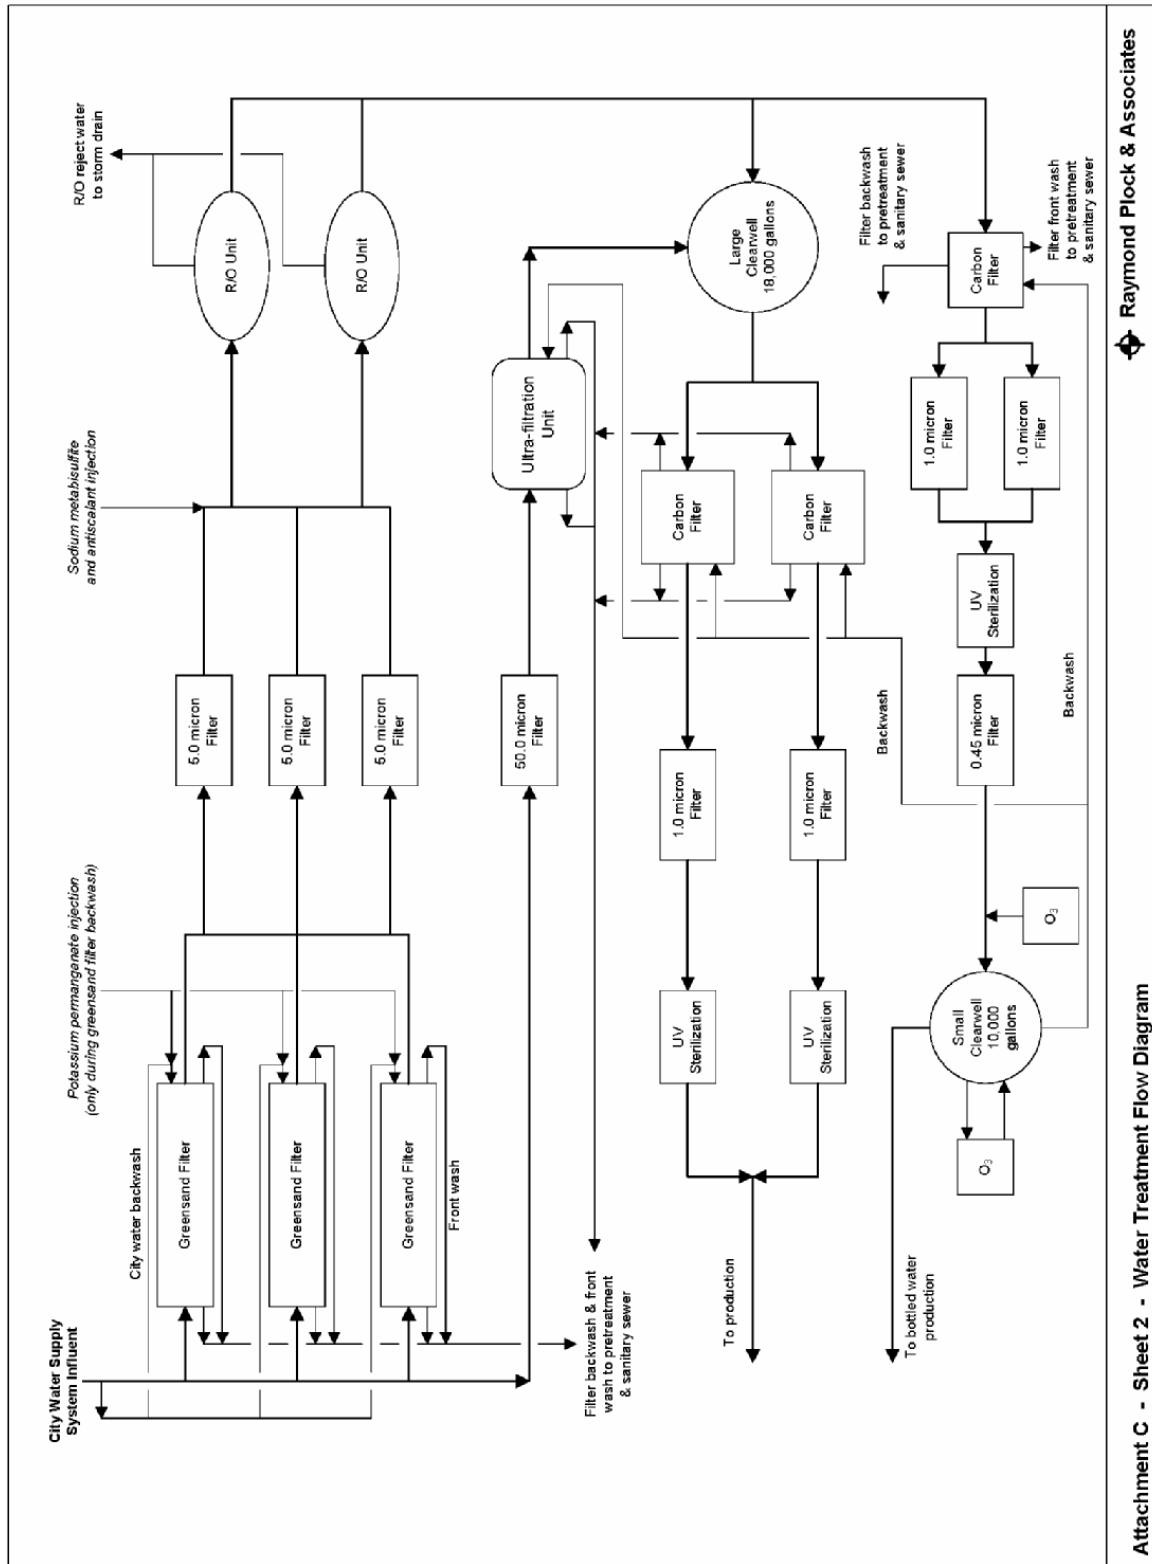 City Water Supply
System Influent
City water backwash
Potassium permanganate injection
(only during greensand filter backwash)
Sodium metabisulfite
and antiscalant injection
R/O reject water
to storm drain
Greensand Filter
5.0 micron
Filter
R/O Unit
Greensand Filter
5.0 micron
Filter
R/O Unit
Greensand Filter
5.0 micron
Filter
Front wash
50.0 micron
Filter
Ultra-filtration
Unit
Filter backwash & front
wash to pretreatment
& sanitary sewer
UV
Sterilization
1.0 micron
Filter
Carbon
Filter
Large
Clearwell
18,000 gallons
To production
UV
Sterilization
1.0 micron
Filter
Carbon
Filter
Backwash
Filter backwash
to pretreatment
& sanitary sewer
To bottled water
production
O3
Small
Clearwell
10,000
gallons
O3
0.45 micron
Filter
UV
Sterilization
1.0 micron
Filter
1.0 micron
Filter
Carbon
Filter
Filter front wash
to pretreatment
& sanitary sewer
Backwash
Attachment C - Sheet 2 - Water Treatment Flow Diagram
Raymond Plock & Associates